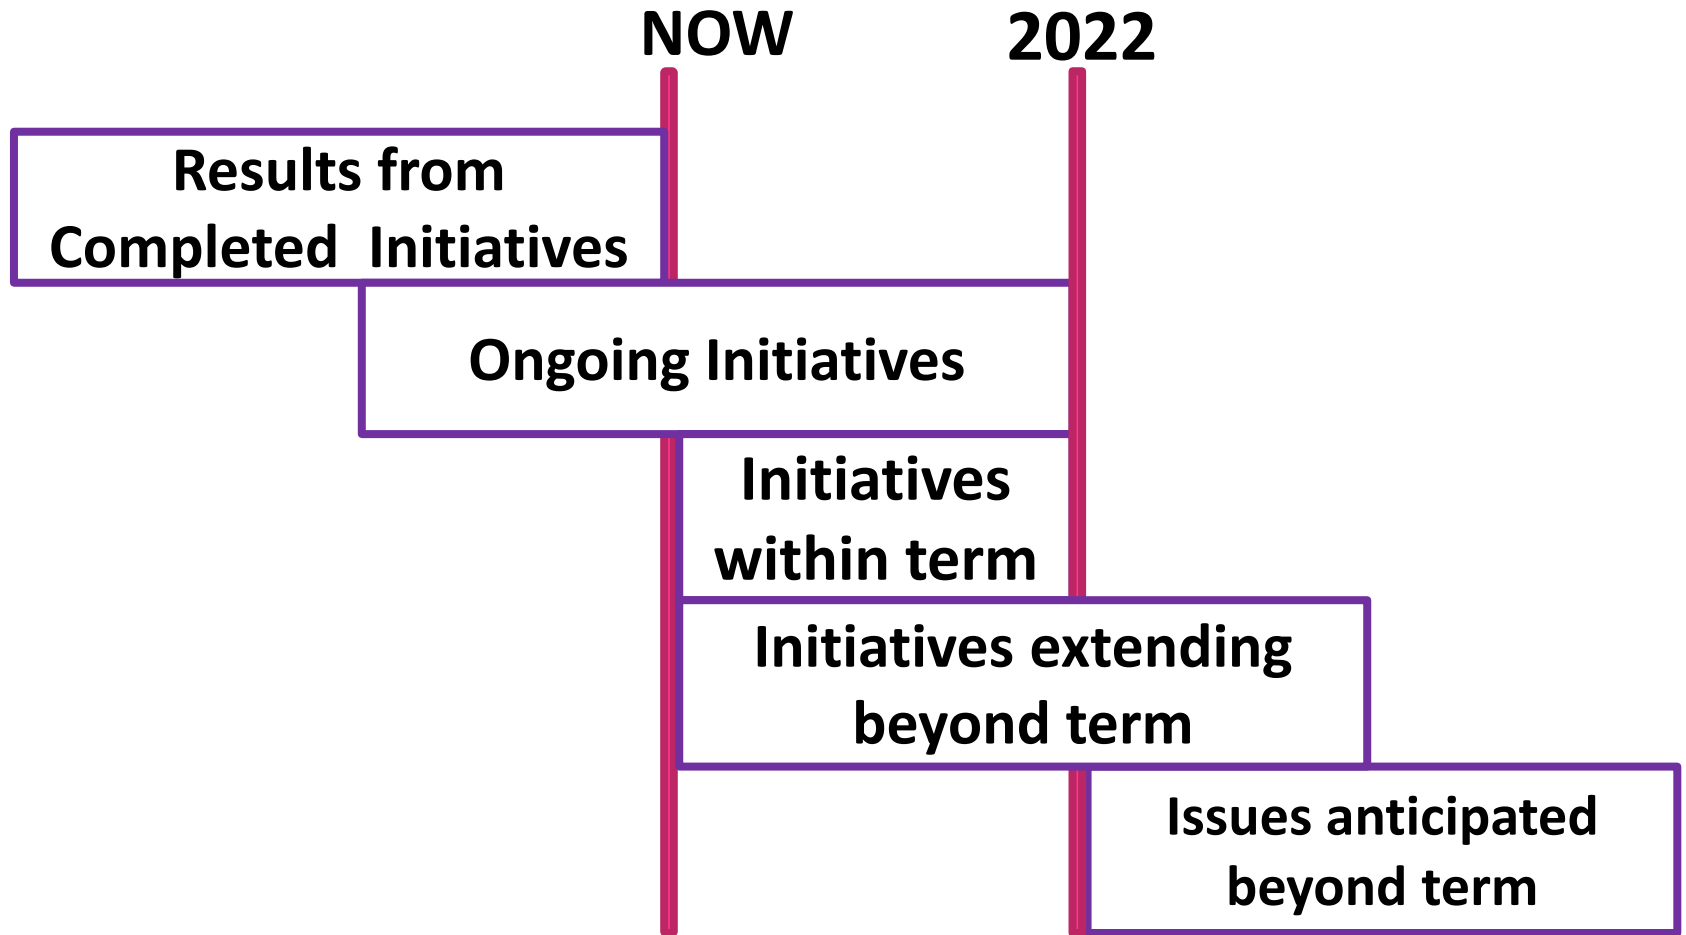 NOW 2022
Results from
Completed  Initiatives
Ongoing Initiatives
Initiatives
within term
Initiatives extending
beyond term
Issues anticipated
beyond term